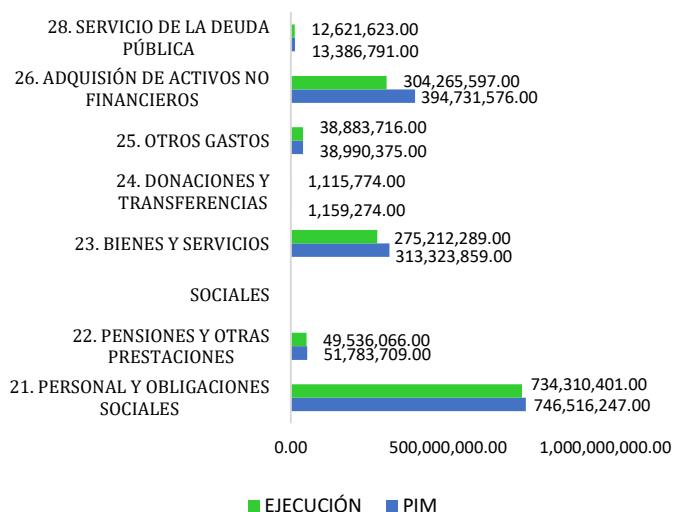 28. SERVICIO DE LA DEUDA
PÚBLICA
12,621,623.00
13,386,791.00
26. ADQUISIÓN DE ACTIVOS NO
FINANCIEROS
304,265,597.00
394,731,576.00
25. OTROS GASTOS
38,883,716.00
38,990,375.00
24. DONACIONES Y
TRANSFERENCIAS
1,115,774.00
1,159,274.00
23. BIENES Y SERVICIOS
275,212,289.00
313,323,859.00
SOCIALES
22. PENSIONES Y OTRAS
PRESTACIONES
49,536,066.00
51,783,709.00
21. PERSONAL Y OBLIGACIONES
SOCIALES
734,310,401.00
746,516,247.00
0.00 500,000,000.00 1,000,000,000.00
EJECUCIÓN PIM